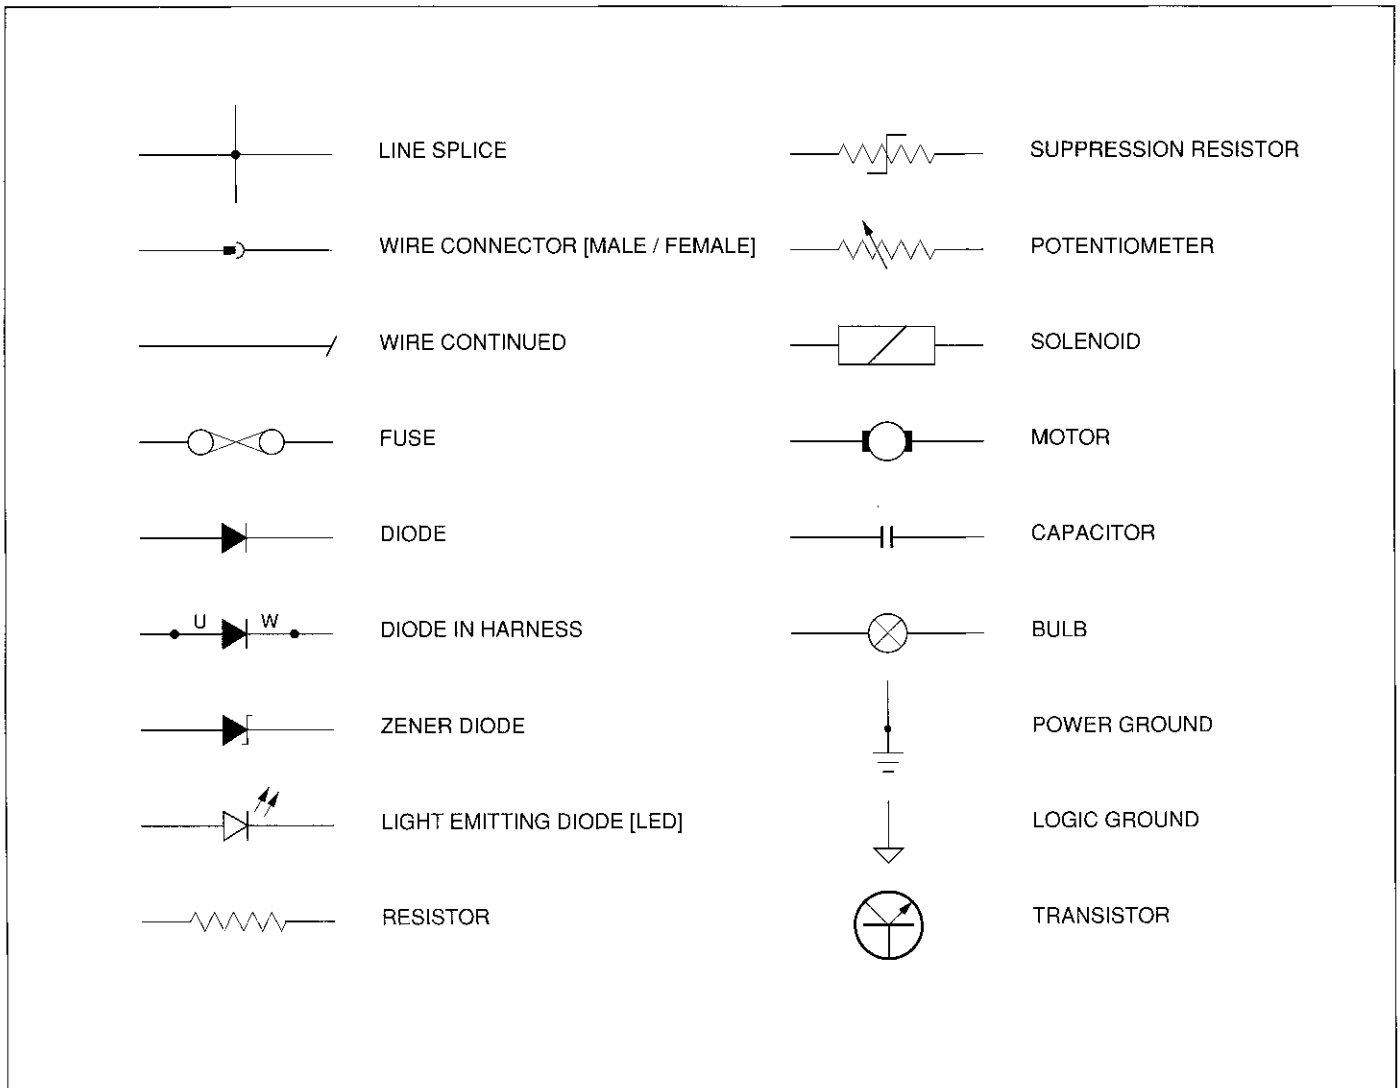 LINE SPLICE
WIRE CONNECTOR [MALE / FEMALE]
WIRE CONTINUED
FUSE
DIODE
U W
DIODE IN HARNESS
ZENER DIODE
LIGHT EMITTING DIODE [LED]
RESISTOR
SUPPRESSION RESISTOR
POTENTIOMETER
SOLENOID
MOTOR
CAPACITOR
BULB
POWER GROUND
LOGIC GROUND
TRANSISTOR